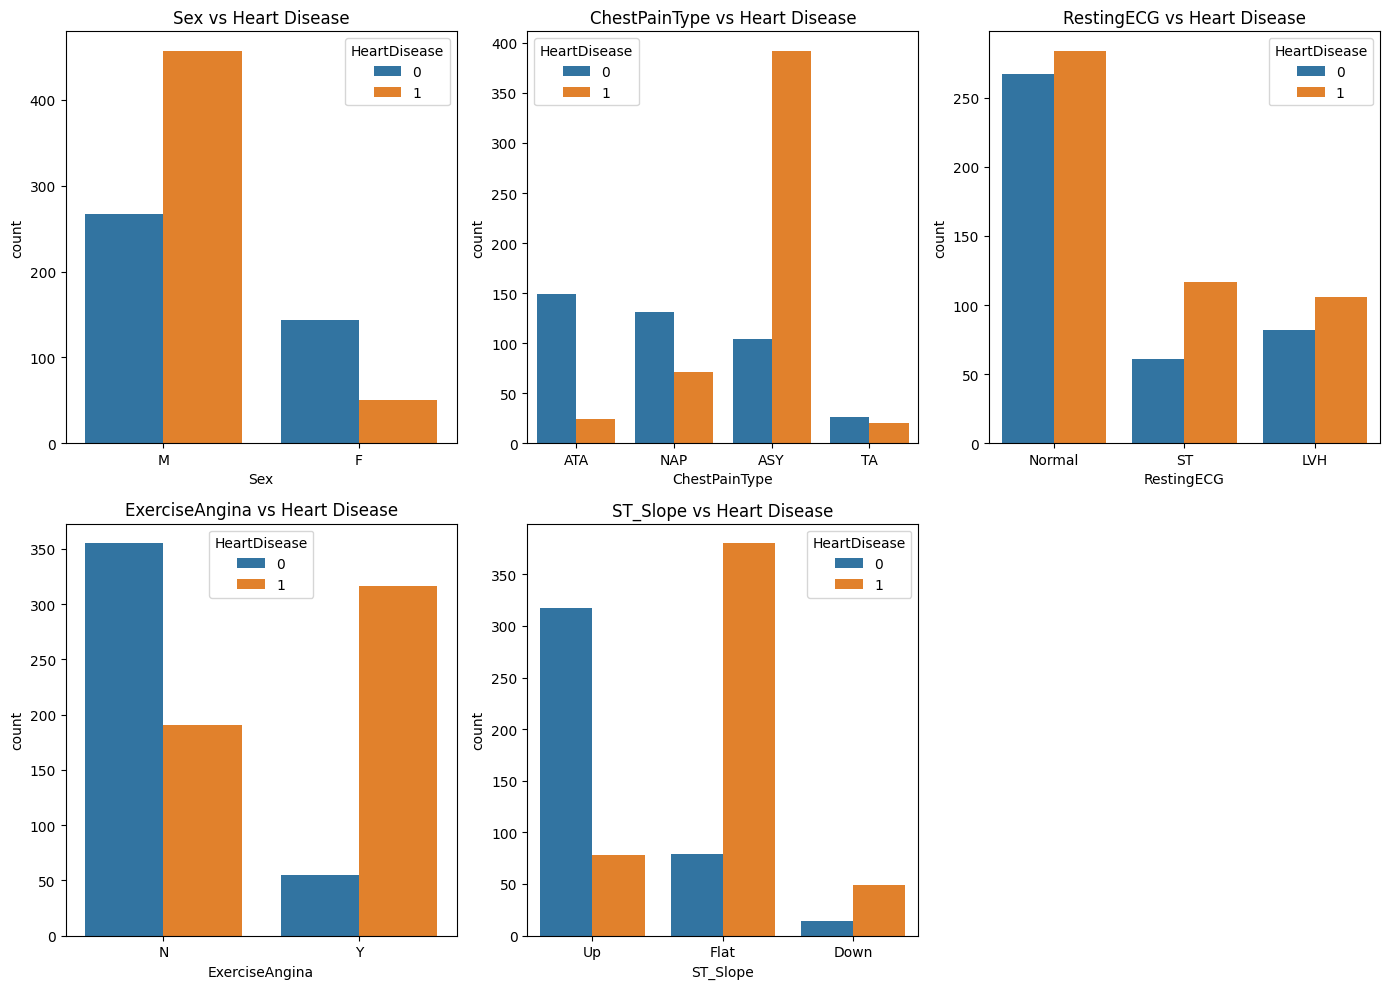 Sex vs Heart Disease
HeartDisease
0
1
400
300
200
100
0
count
M
F
Sex
ChestPainType vs Heart Disease
HeartDisease
0
1
400
350
300
250
200
150
100
50
0
count
ATA
NAP
ASY
TA
ChestPainType
RestingECG vs Heart Disease
HeartDisease
0
1
250
200
150
100
50
0
count
Normal
ST
LVH
RestingECG
ExerciseAngina vs Heart Disease
HeartDisease
0
1
350
300
250
200
150
100
50
0
count
N
Y
ExerciseAngina
ST_Slope vs Heart Disease
HeartDisease
0
1
350
300
250
200
150
100
50
0
count
Up
Flat
Down
ST_Slope